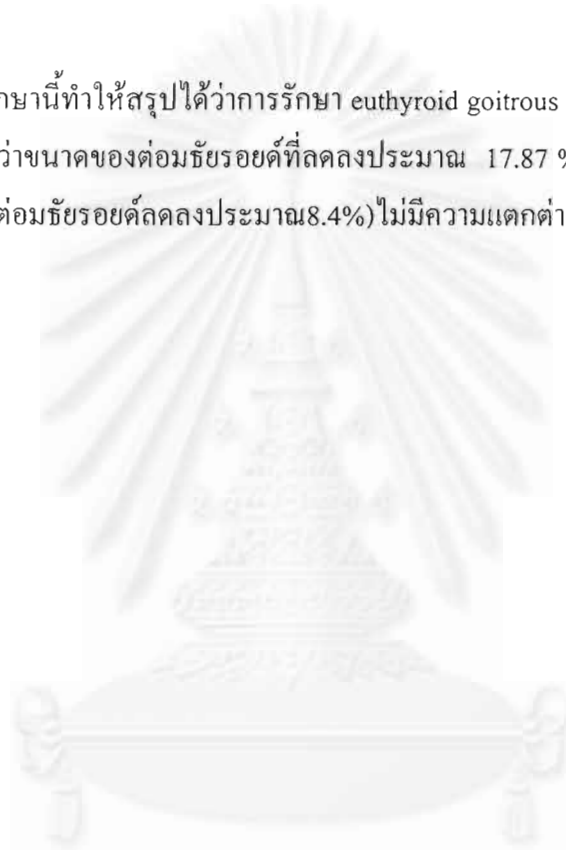 กษานี้ทำให้สรุปได้ว่าการรักษา euthyroid goitrous
ว่าขนาดของต่อมธัยรอยด์ที่ลดลงประมาณ 17.87 %
ต่อมธัยรอยด์ลดลงประมาณ8.4%)ไม่มีความแตกต่า